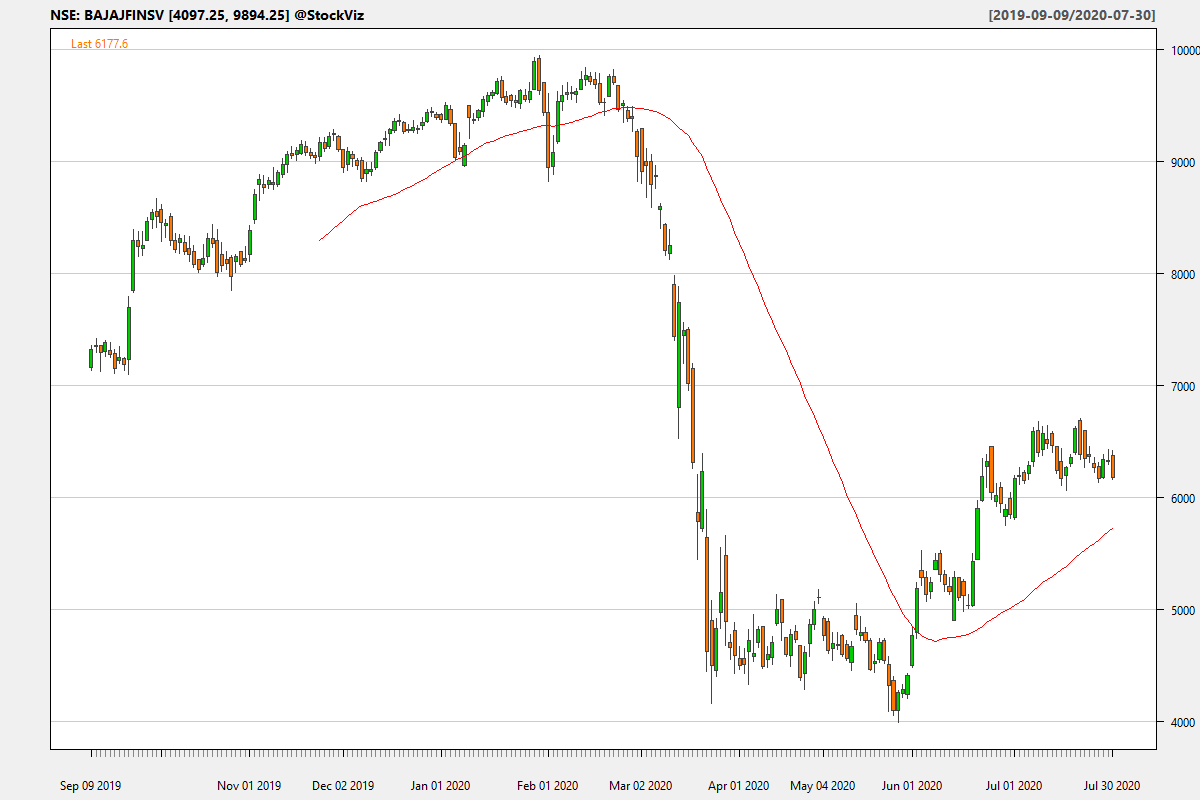 NSE: BAJAJFINSV [4097.25, 9894.25] @StockViz
[2019-09-09/2020-07-30]
Last 6177.6
10000
9000
8000
7000
6000
5000
4000
Sep 09 2019 Nov 01 2019 Dec 02 2019 Jan 01 2020 Feb 01 2020 Mar 02 2020 Apr 01 2020 May 04 2020 Jun 01 2020 Jul 01 2020 Jul 30 2020